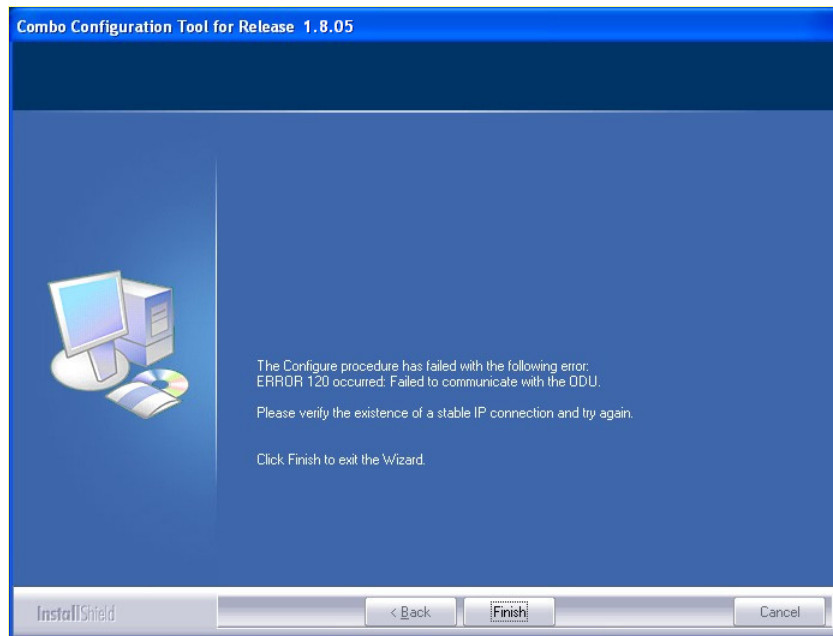 Combo Configuration Tool for Release 1.8.05
The Configure procedure has failed with the following error:
ERROR 120 occurred: Failed to communicate with the ODU.
Please verify the existence of a stable IP connection and try again.
Click Finish to exit the Wizard.
InstallShield
< Back
Finish
Cancel